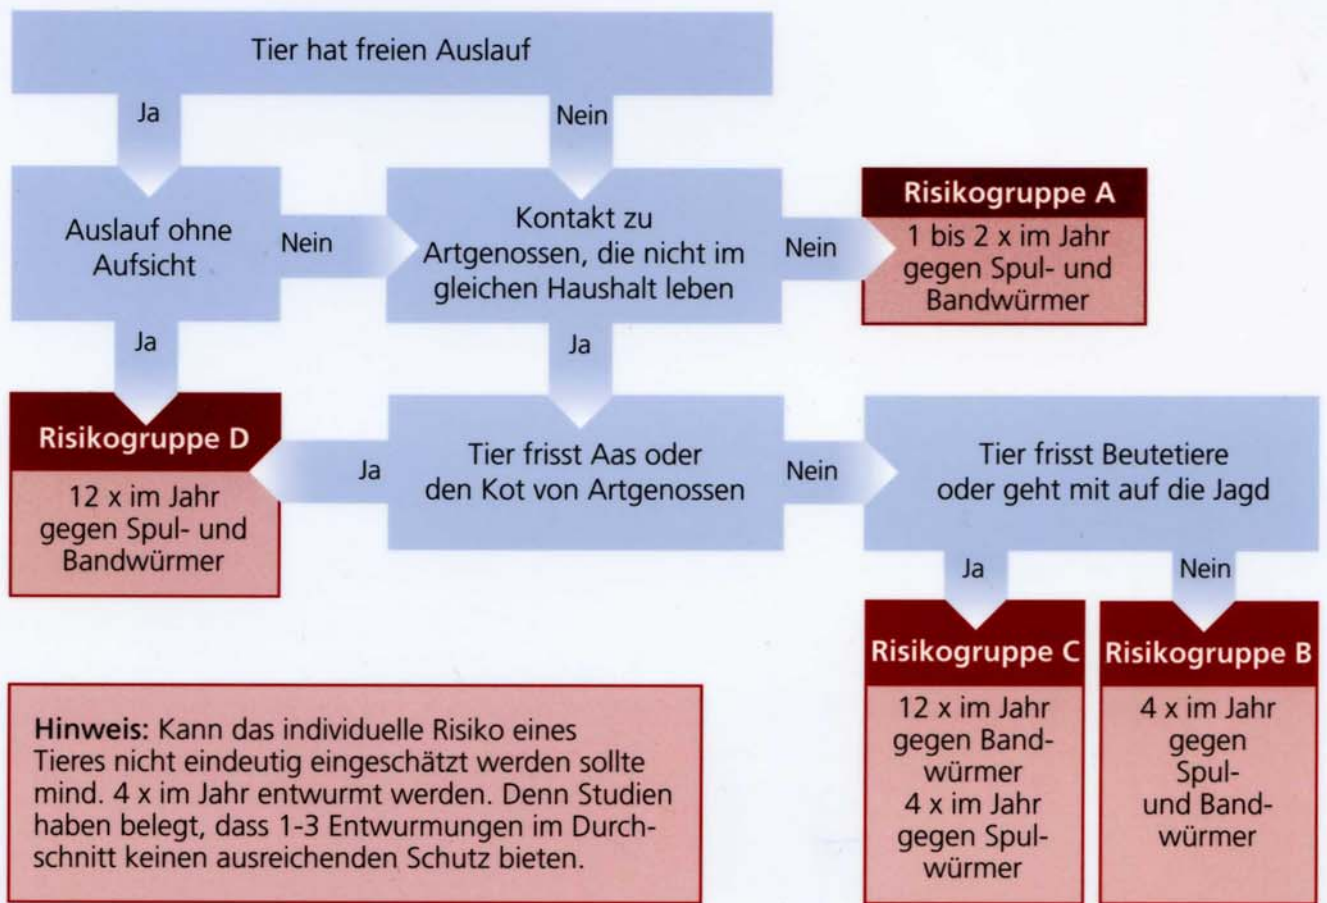 Tier hat freien Auslauf
Ja
Nein
Auslauf ohne
Aufsicht
Nein
Kontakt zu
Artgenossen, die nicht im
gleichen Haushalt leben
Nein
Risikogruppe A
1 bis 2 x im Jahr
gegen Spul- und
Bandwürmer
Ja
Ja
Risikogruppe D
12 x im Jahr
gegen Spul- und
Bandwürmer
Ja
Tier frisst Aas oder
den Kot von Artgenossen
Nein
Tier frisst Beutetiere
oder geht mit auf die Jagd
Ja
Nein
Risikogruppe C
12 x im Jahr
gegen Band-
würmer
4 x im Jahr
gegen Spul-
würmer
Risikogruppe B
4 x im Jahr
gegen
Spul-
und Band-
würmer
Hinweis: Kann das individuelle Risiko eines
Tieres nicht eindeutig eingeschätzt werden sollte
mind. 4 x im Jahr entwurmt werden. Denn Studien
haben belegt, dass 1-3 Entwurmungen im Durch-
schnitt keinen ausreichenden Schutz bieten.